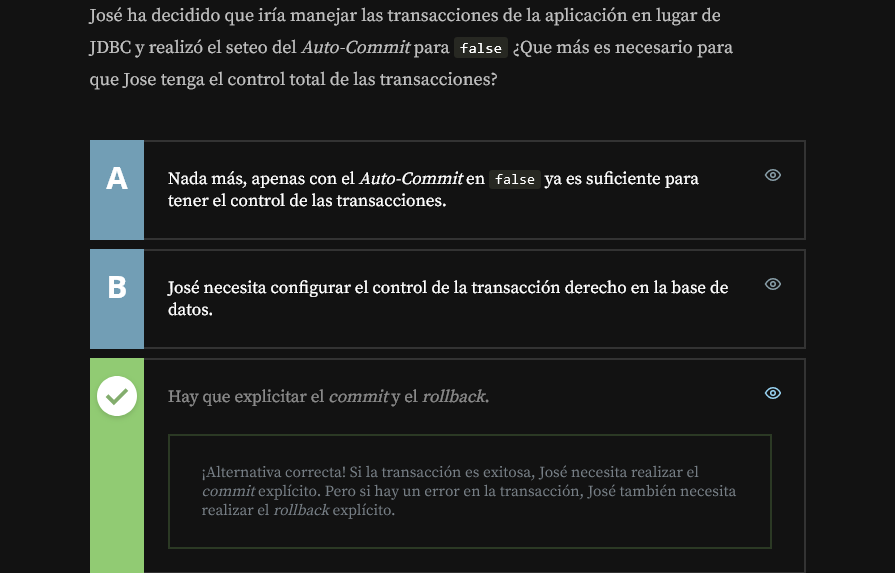 José ha decidido que iría manejar las transacciones de la aplicación en lugar de
JDBC y realizó el seteo del Auto-Commit para false ¿Que más es necesario para
que Jose tenga el control total de las transacciones?
A
Nada más, apenas con el Auto-Commit en false ya es suficiente para
tener el control de las transacciones.
B
José necesita configurar el control de la transacción derecho en la base de
datos.
Hay que explicitar el commit y el rollback.
¡Alternativa correcta! Si la transacción es exitosa, José necesita realizar el
commit explícito. Pero si hay un error en la transacción, José también necesita
realizar el rollback explícito.